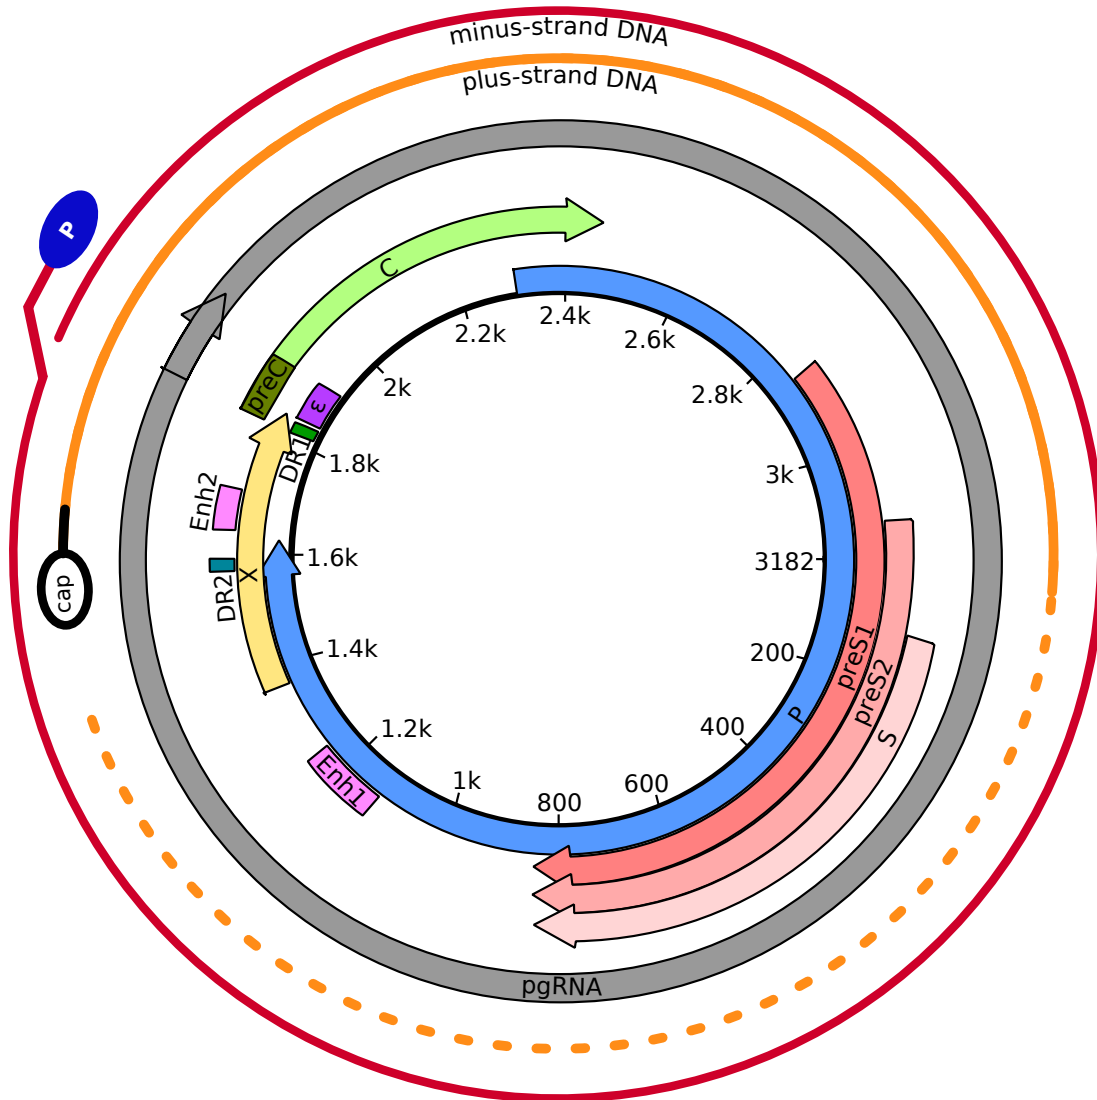 minus-strand DNA
plus-strand DNA
P
C
preC
ε
DR1
Enh2
DR2
X
cap
Enh1
2.2k
2.4k
2.6k
2.8k
3k
3182
200
400
600
800
1k
1.2k
1.4k
1.6k
1.8k
2k
preS1
preS2
S
P
pgRNA